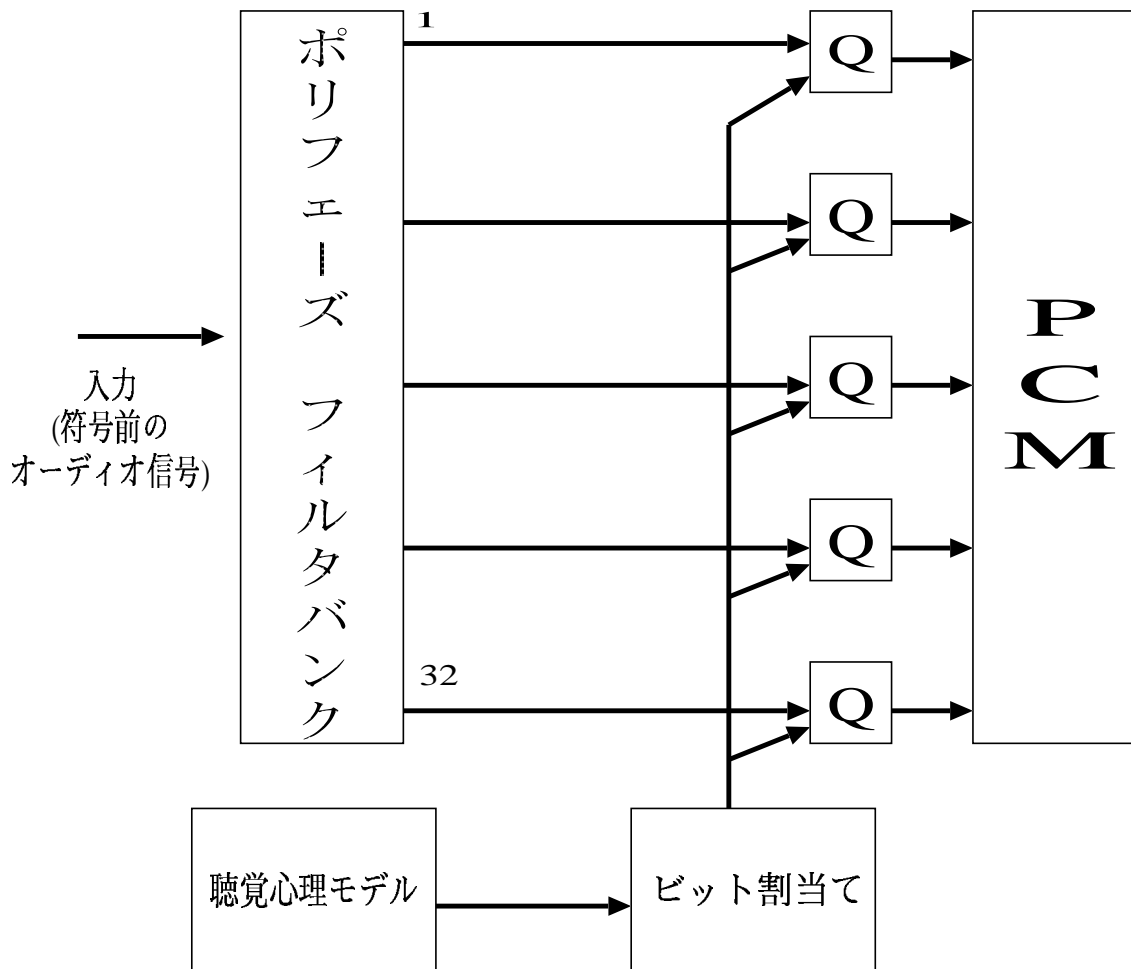 1
ポリフェーズ フィルタバンク
32
入力
(符号前の
オーディオ信号)
Q
Q
Q
Q
Q
PCM
聴覚心理モデル
ビット割当て